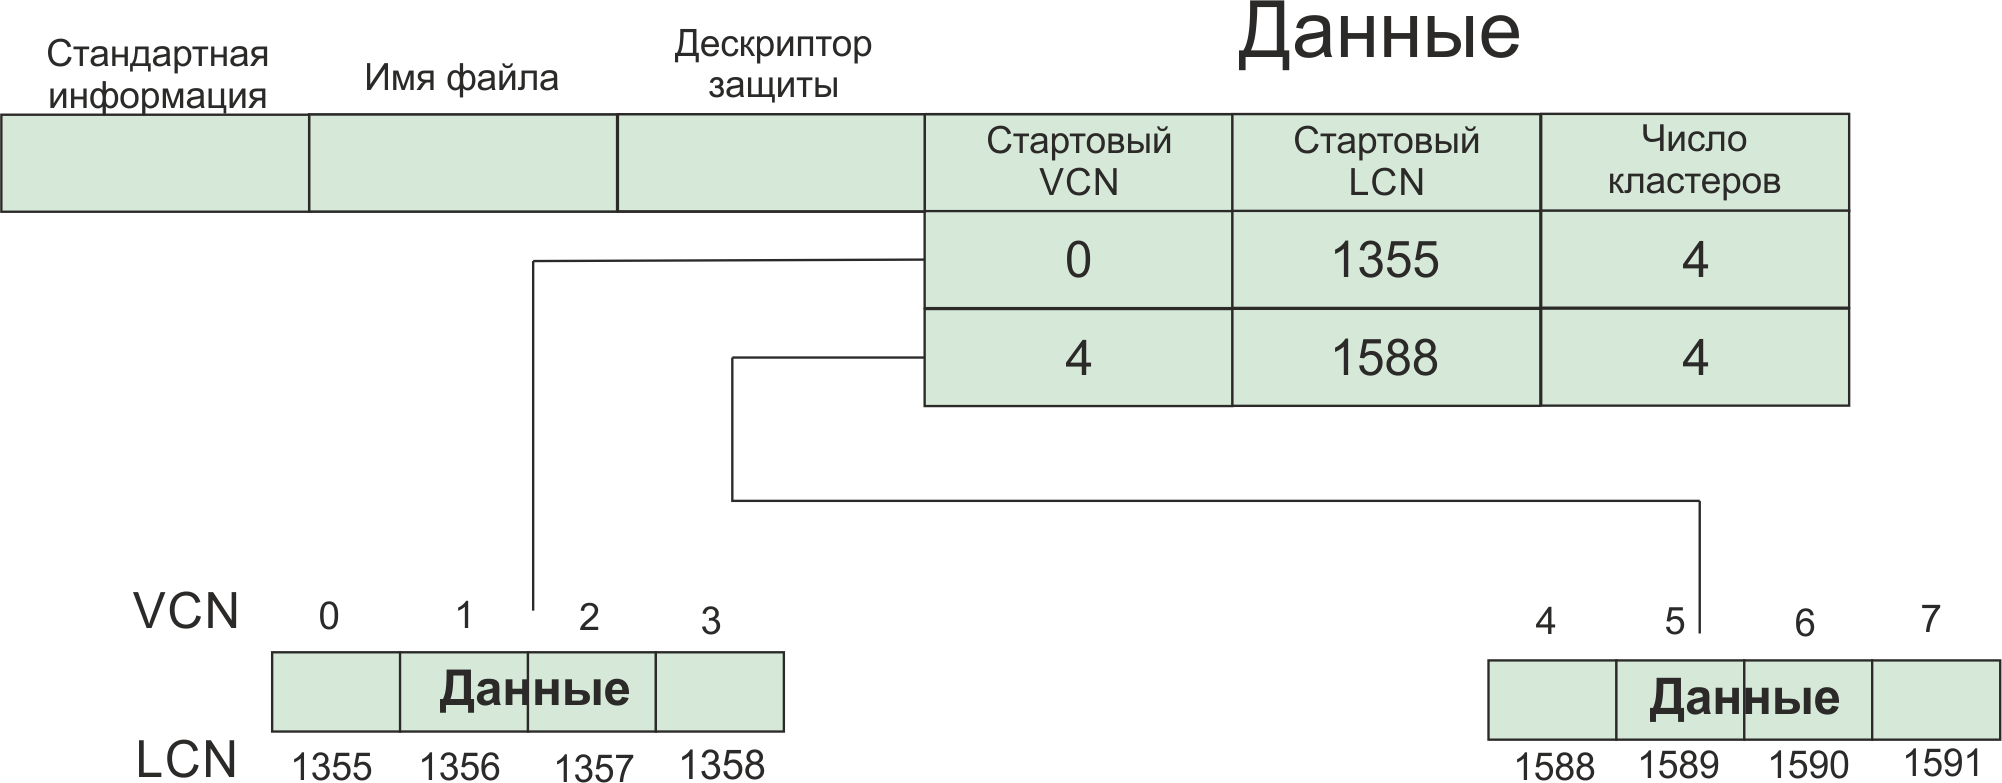 Данные
Стандартная
информация
Имя файла
Дескриптор
защиты
Стартовый
VCN
Стартовый
LCN
Число
кластеров
0 1355 4
4 1588 4
VCN 0 1 2 3
Данные
LCN 1355 1356 1357 1358
4 5 6 7
Данные
1588 1589 1590 1591